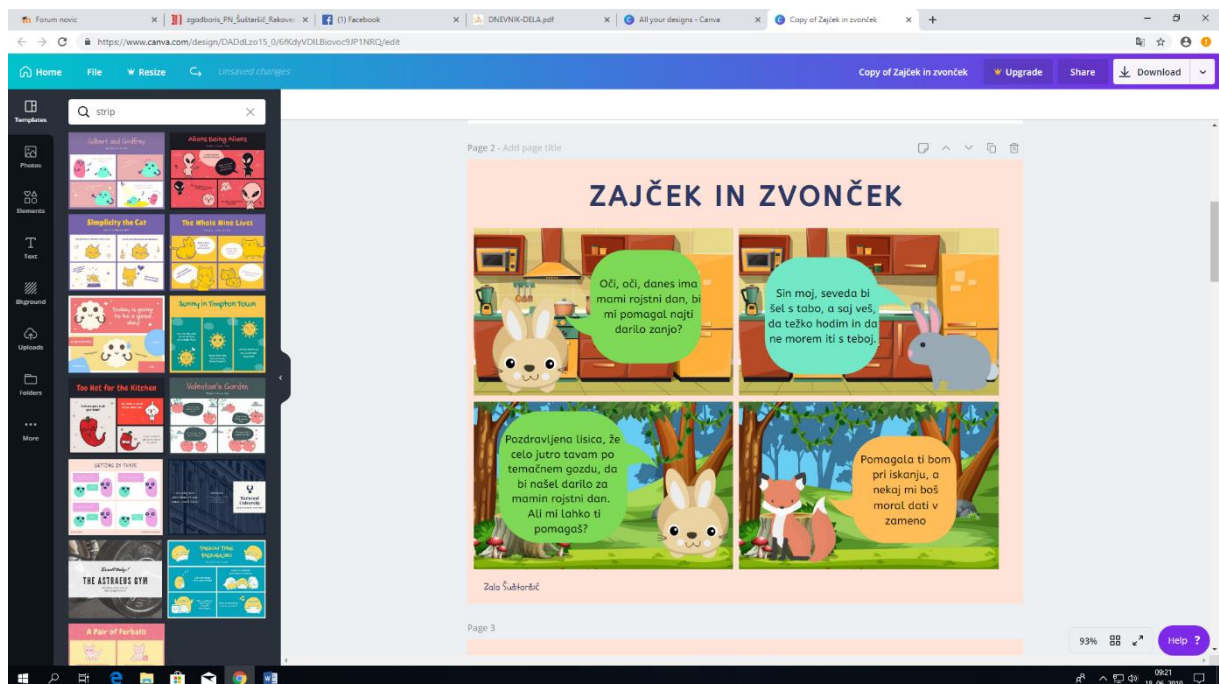 Forum novic
zgodboris_PN_Šuštaršič_Rakove
(1) Facebook
DNEVNIK-DELA.pdf
All your designs - Canva
Copy of Zajček in zvonček
https://www.canva.com/design/DADdLzo15_0/6fKdyVDILBiovoc9JP1NRQ/edit
Home
File
Resize
Unsaved changes
Copy of Zajček in zvonček
Upgrade
Share
Download
Templates
Photos
Elements
Text
Bkground
Uploads
Folders
More
strip
Gilbert and Godfrey
Aliens Being Aliens
Simplicity the Cat
The Whole Nine Lives
Today is going
to be a good
day!
Sunny in Timpton Town
Too Hot for the Kitchen
Valentin's Garden
GETTING IN SHAPE
THE ASTRAEUS GYM
A Pair of Furballs
Page 2 - Add page title
ZAJČEK IN ZVONČEK
Oči, oči, danes ima
mami rojstni dan, bi
mi pomagal najti
darilo zanjo?
Sin moj, seveda bi
šel s tabo, a saj veš,
da težko hodim in da
ne morem iti s teboj.
Pozdravljena lisica, že
celo jutro tavam po
temačnem gozdu, da
bi našel darilo za
mamin rojstni dan.
Ali mi lahko ti
pomagaš?
Pomagala ti bom
pri iskanju, a
nekaj mi boš
moral dati v
zameno
Zala Šuštaršič
Page 3
93%
Help ?
09:21
18. 06. 2019